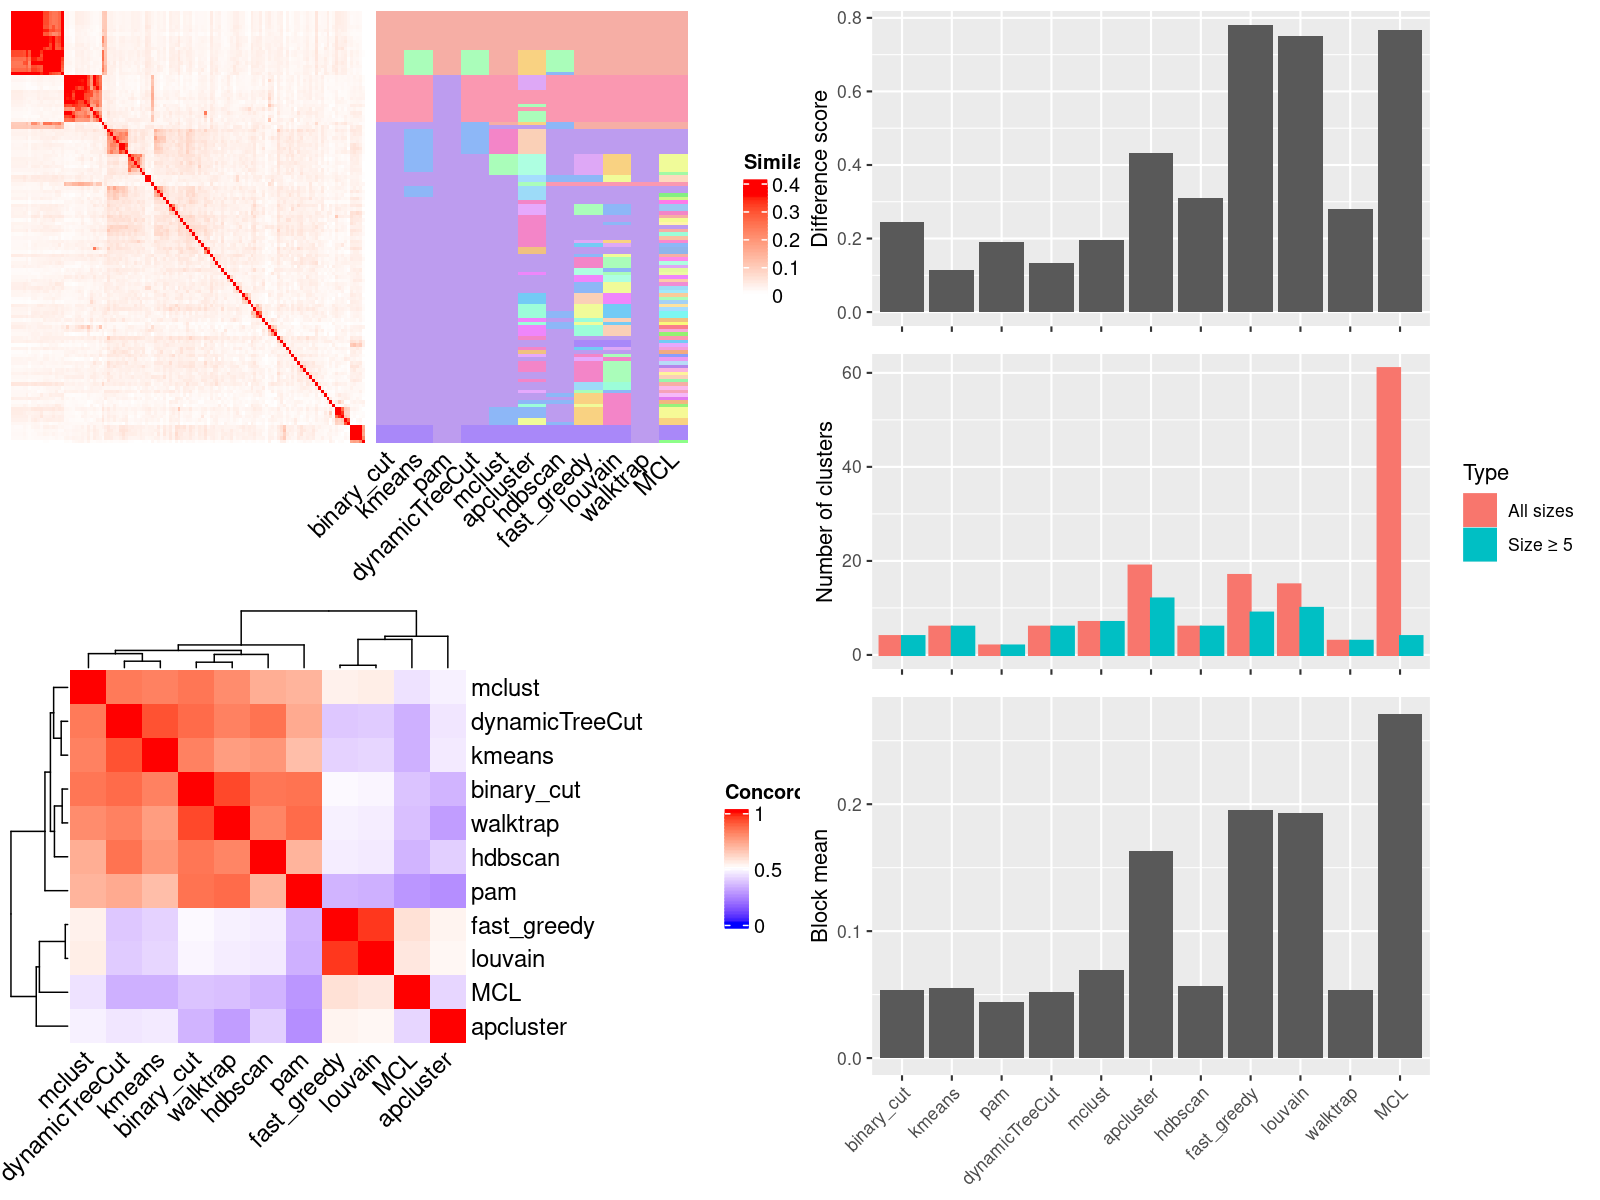 Simila
0.4
0.3
0.2
0.1
0
binary_cut
kmeans
pam
dynamicTreeCut
mclust
apcluster
hdbscan
fast_greedy
louvain
walktrap
MCL
mclust
dynamicTreeCut
kmeans
binary_cut
walktrap
hdbscan
pam
fast_greedy
louvain
MCL
apcluster
mclust
dynamicTreeCut
kmeans
binary_cut
walktrap
hdbscan
pam
fast_greedy
louvain
MCL
apcluster
Concord
1
0.5
0
Difference score
0.8
0.6
0.4
0.2
0.0
Number of clusters
60
40
20
0
Type
All sizes
Size ≥ 5
Block mean
0.2
0.1
0.0
binary_cut
kmeans
pam
dynamicTreeCut
mclust
apcluster
hdbscan
fast_greedy
louvain
walktrap
MCL